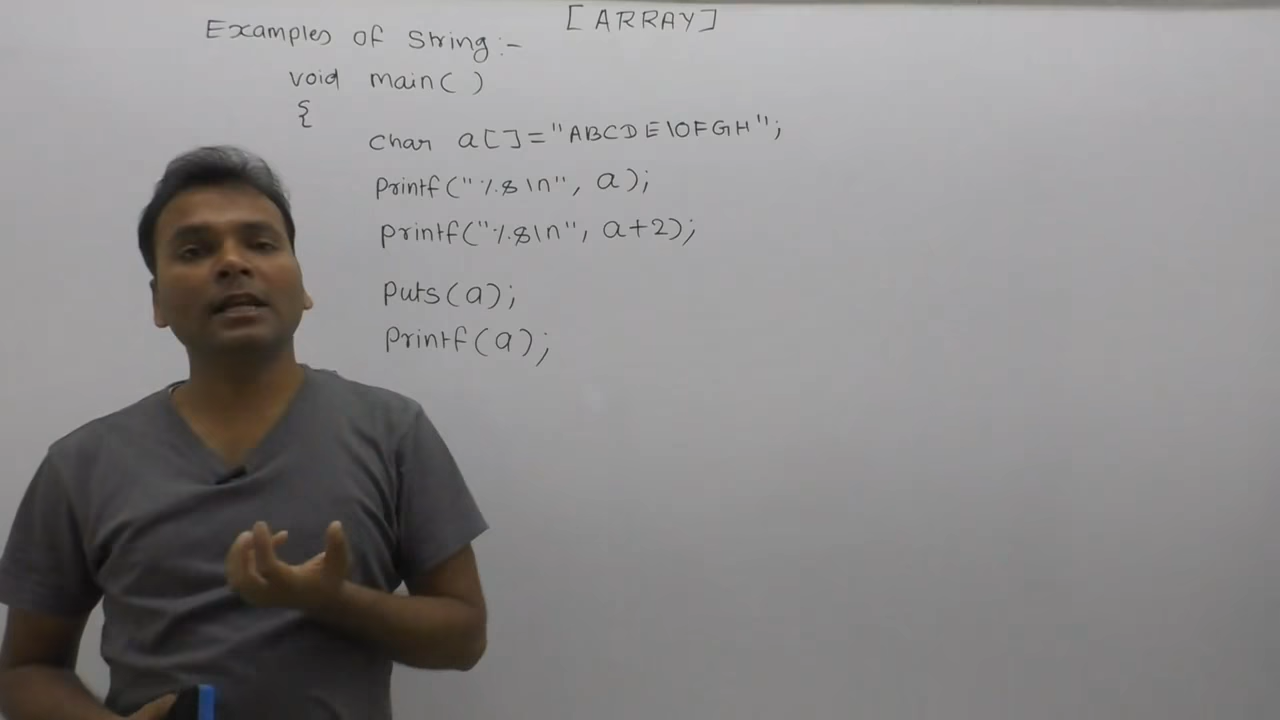 [ARRAY]
Examples of String:-
void main( )
{
char a[]="ABCDE\0FGH";
Printf("%s\n", a);
Printf("%s\n", a+2);
Puts(a);
Printf(a);